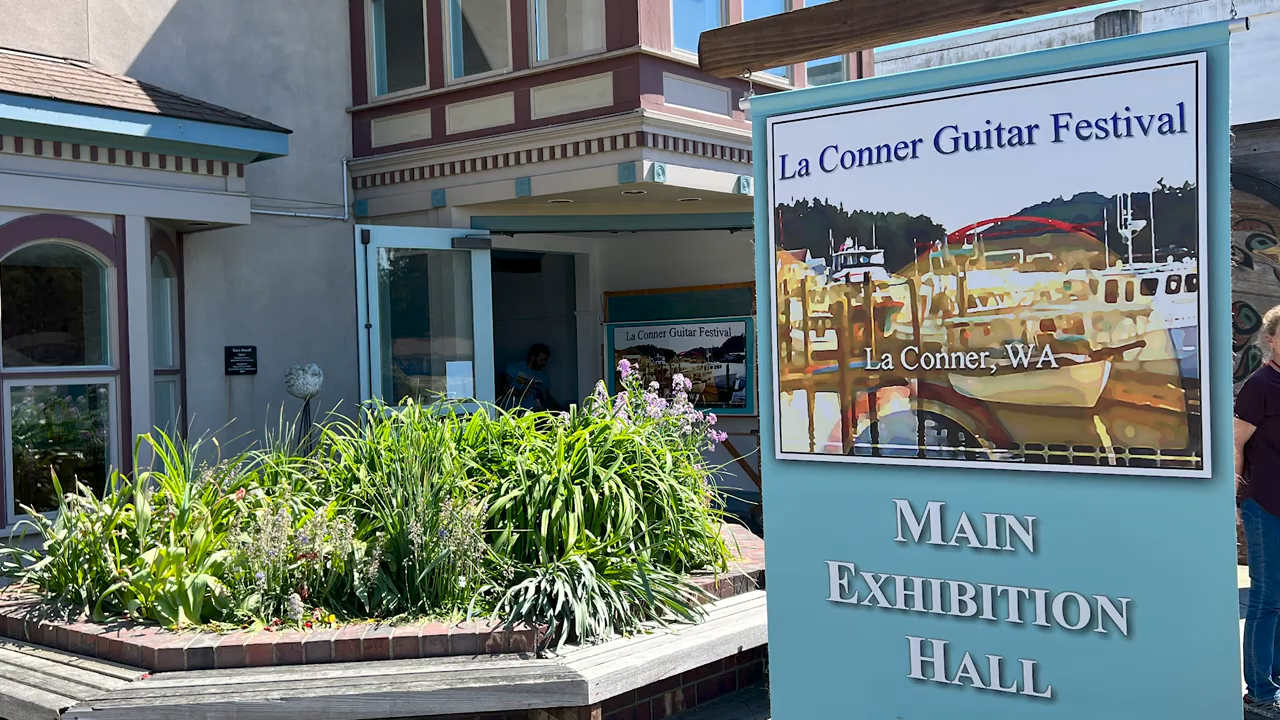 La Conner Guitar Festival
La Conner, WA
MAIN
EXHIBITION
HALL
La Conner Guitar Festival